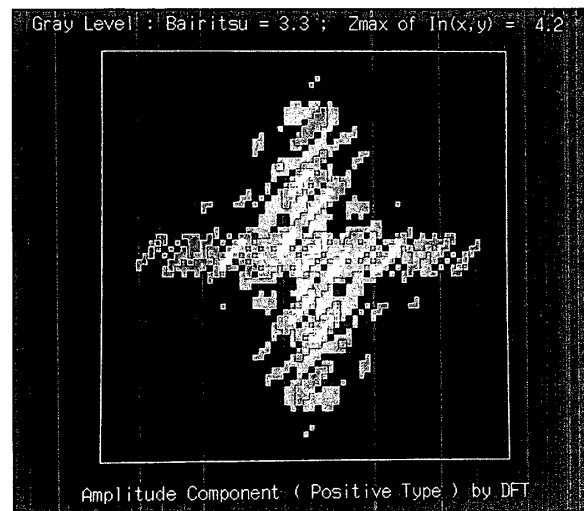 Gray Level : Bairitsu = 3.3 ; Zmax of In(x,y) = 4.2
Amplitude Component ( Positive Type ) by DFT